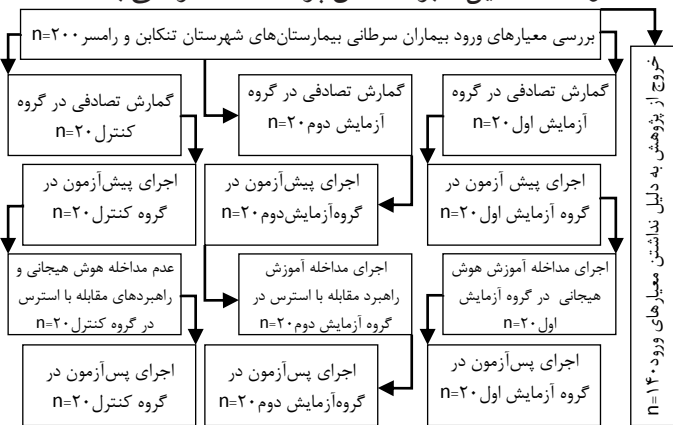 بررسی معیارهای ورود بیماران سرطانی بیمارستان‌های شهرستان تنکابن و رامسر n=۲۰۰
خروج از پژوهش به دلیل نداشتن معیارهای ورود n=۱۴۰
گمارش تصادفی در گروه
آزمایش اول n=۲۰
گمارش تصادفی در گروه
آزمایش دوم n=۲۰
گمارش تصادفی در گروه
کنترل n=۲۰
اجرای پیش آزمون در
گروه آزمایش اول n=۲۰
اجرای پیش‌آزمون در
گروه‌آزمایش‌دوم n=۲۰
اجرای پیش‌آزمون در
گروه کنترل n=۲۰
اجرای مداخله آموزش هوش
هیجانی در گروه آزمایش
اول n=۲۰
اجرای مداخله آموزش
راهبرد مقابله با استرس در
گروه آزمایش دوم n=۲۰
عدم مداخله هوش هیجانی و
راهبردهای مقابله با استرس
در گروه کنترل n=۲۰
اجرای پس‌آزمون در
گروه آزمایش اول n=۲۰
اجرای پس‌آزمون در
گروه‌آزمایش دوم n=۲۰
اجرای پس‌آزمون در
گروه کنترل n=۲۰